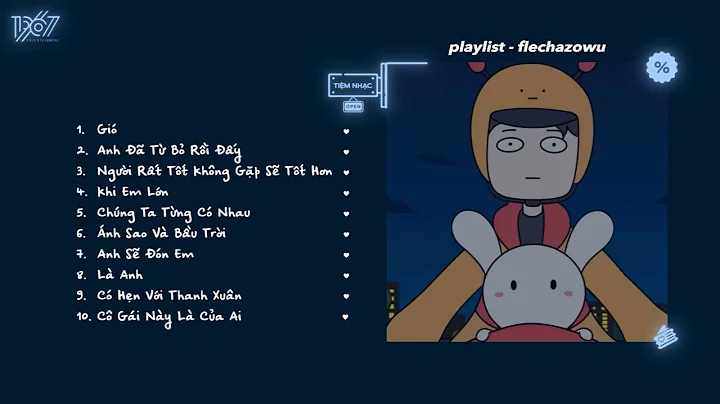 1967
ENTERTAINMENT
playlist - flechazowu
%
TIỆM NHẠC
OPEN
1. Gió
2. Anh Đã Từ Bỏ Rồi Đấy
3. Người Rất Tốt Không Gặp Sẽ Tốt Hơn
4. Khi Em Lớn
5. Chúng Ta Từng Có Nhau
6. Ánh Sao Và Bầu Trời
7. Anh Sẽ Đón Em
8. Là Anh
9. Có Hẹn Với Thanh Xuân
10. Cô Gái Này Là Của Ai